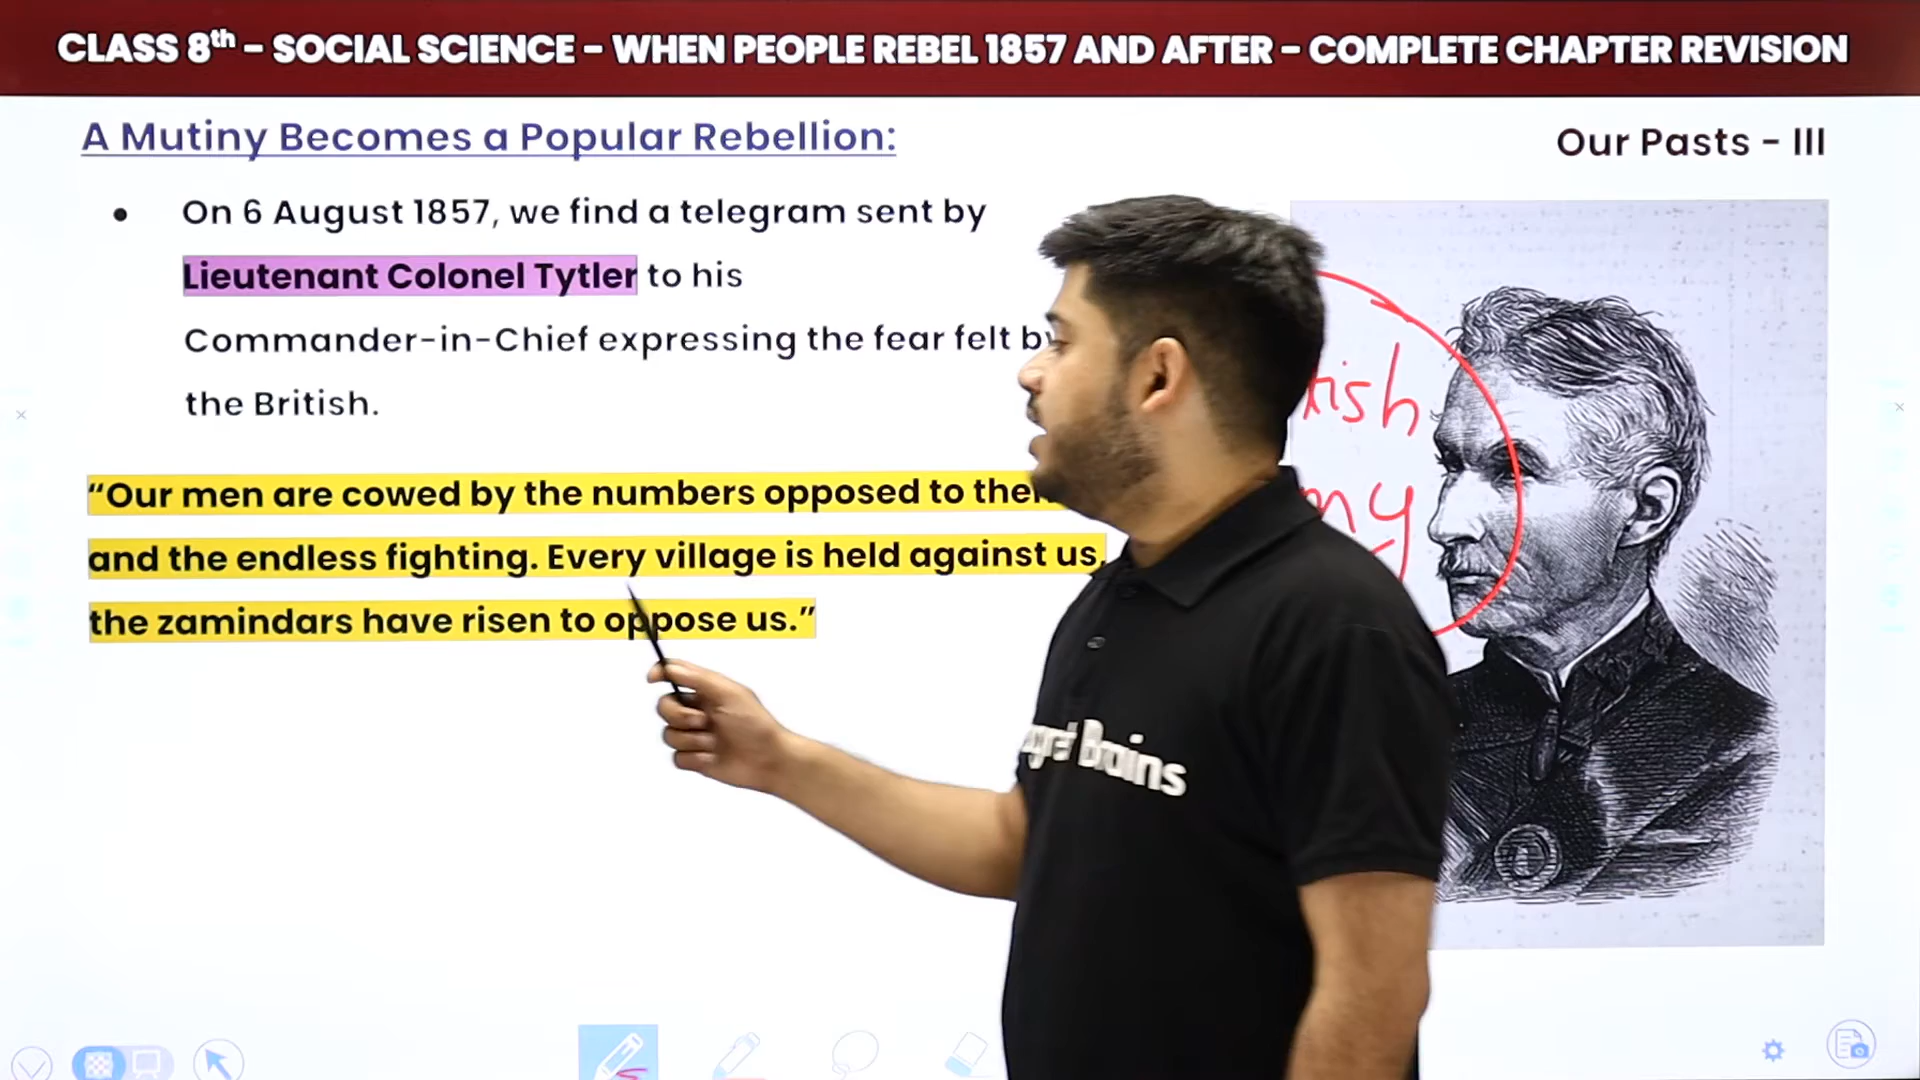 CLASS 8th – SOCIAL SCIENCE – WHEN PEOPLE REBEL 1857 AND AFTER – COMPLETE CHAPTER REVISION
A Mutiny Becomes a Popular Rebellion:
Our Pasts - III
• On 6 August 1857, we find a telegram sent by
Lieutenant Colonel Tytler to his
Commander-in-Chief expressing the fear felt
the British.
“Our men are cowed by the numbers opposed to
and the endless fighting. Every village is held against us,
the zamindars have risen to oppose us.”
Brains